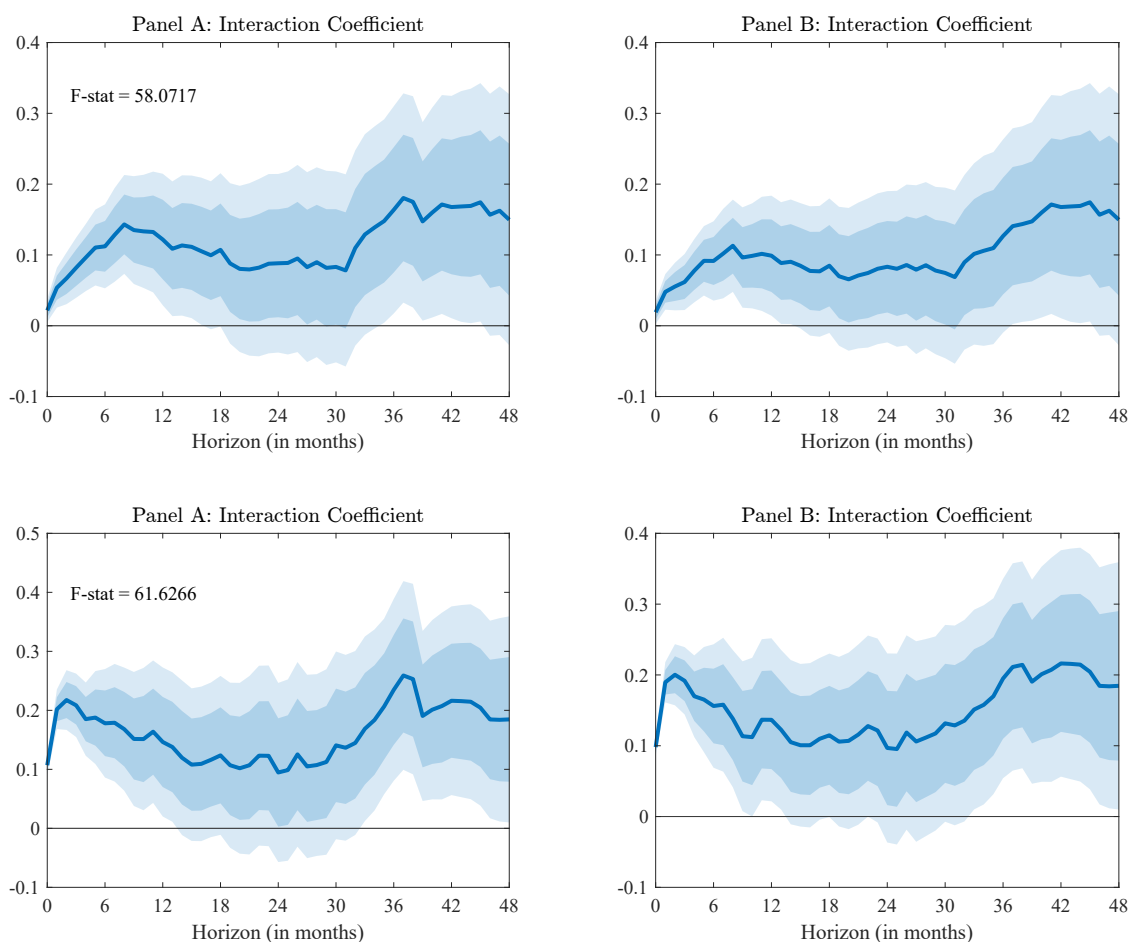 Panel A: Interaction Coefficient
0.4
0.3
0.2
0.1
0
-0.1
F-stat = 58.0717
0 6 12 18 24 30 36 42 48
Horizon (in months)
Panel B: Interaction Coefficient
0.4
0.3
0.2
0.1
0
-0.1
0 6 12 18 24 30 36 42 48
Horizon (in months)
Panel A: Interaction Coefficient
0.5
0.4
0.3
0.2
0.1
0
-0.1
F-stat = 61.6266
0 6 12 18 24 30 36 42 48
Horizon (in months)
Panel B: Interaction Coefficient
0.4
0.3
0.2
0.1
0
-0.1
0 6 12 18 24 30 36 42 48
Horizon (in months)